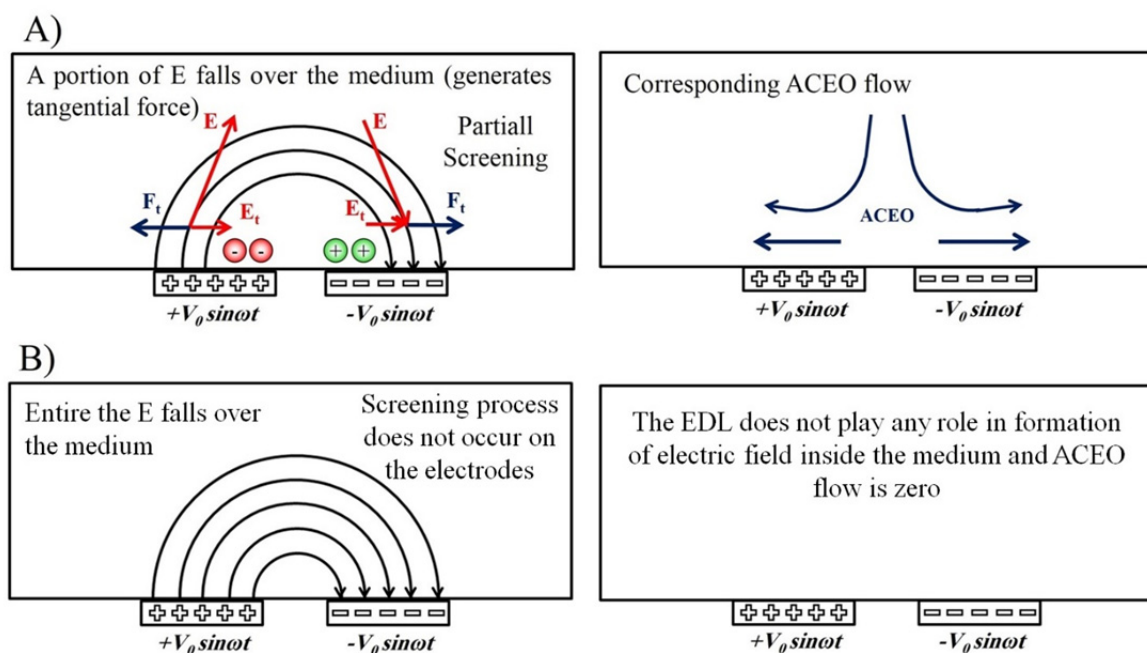 A)
A portion of E falls over the medium (generates
tangential force)
E
E
Partiall
Screening
Fₜ
Eₜ
Eₜ
Fₜ
- -
+ +
+ + + + +
- - - - -
+V₀ sinωt
-V₀ sinωt
Corresponding ACEO flow
ACEO
+ + + + +
- - - - -
+V₀ sinωt
-V₀ sinωt
B)
Entire the E falls over
the medium
Screening process
does not occur on
the electrodes
+ + + + +
- - - - -
+V₀ sinωt
-V₀ sinωt
The EDL does not play any role in formation
of electric field inside the medium and ACEO
flow is zero
+ + + + +
- - - - -
+V₀ sinωt
-V₀ sinωt